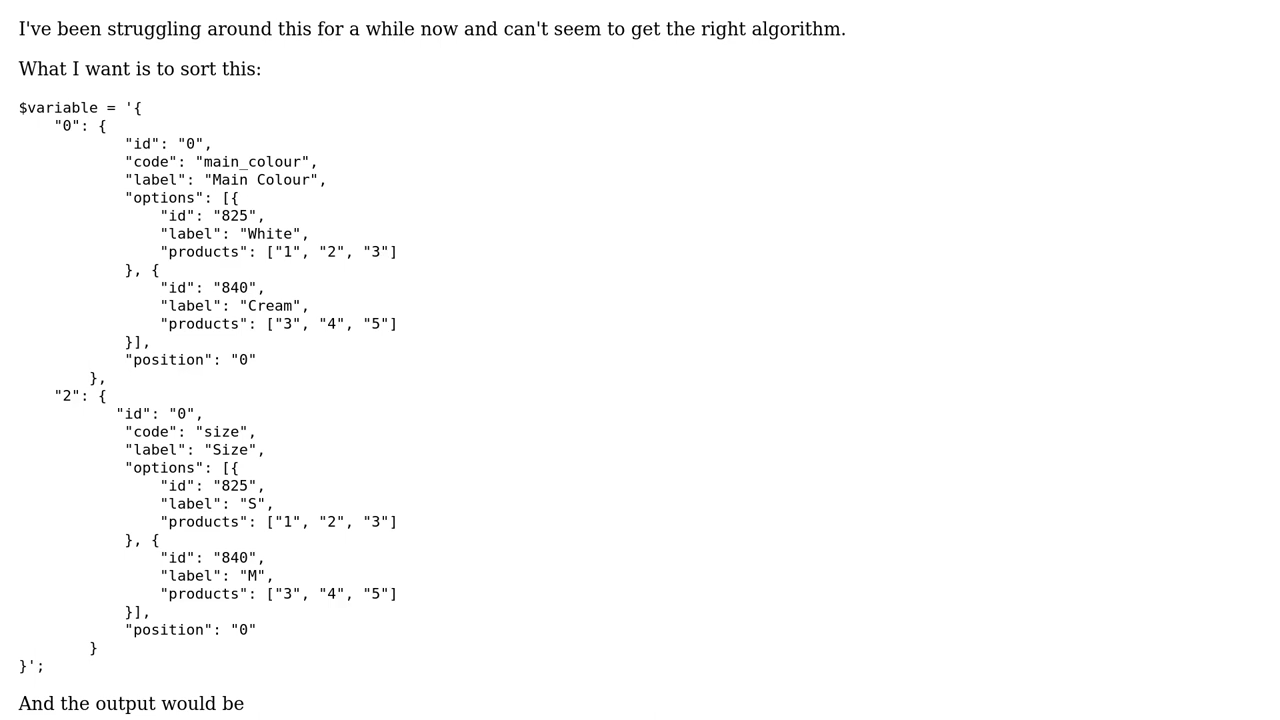 I've been struggling around this for a while now and can't seem to get the right algorithm.
What I want is to sort this:
$variable = '{
    "0": {
            "id": "0",
            "code": "main_colour",
            "label": "Main Colour",
            "options": [{
                "id": "825",
                "label": "White",
                "products": ["1", "2", "3"]
            }, {
                "id": "840",
                "label": "Cream",
                "products": ["3", "4", "5"]
            }],
            "position": "0"
        },
    "2": {
           "id": "0",
            "code": "size",
            "label": "Size",
            "options": [{
                "id": "825",
                "label": "S",
                "products": ["1", "2", "3"]
            }, {
                "id": "840",
                "label": "M",
                "products": ["3", "4", "5"]
            }],
            "position": "0"
        }
}';
And the output would be